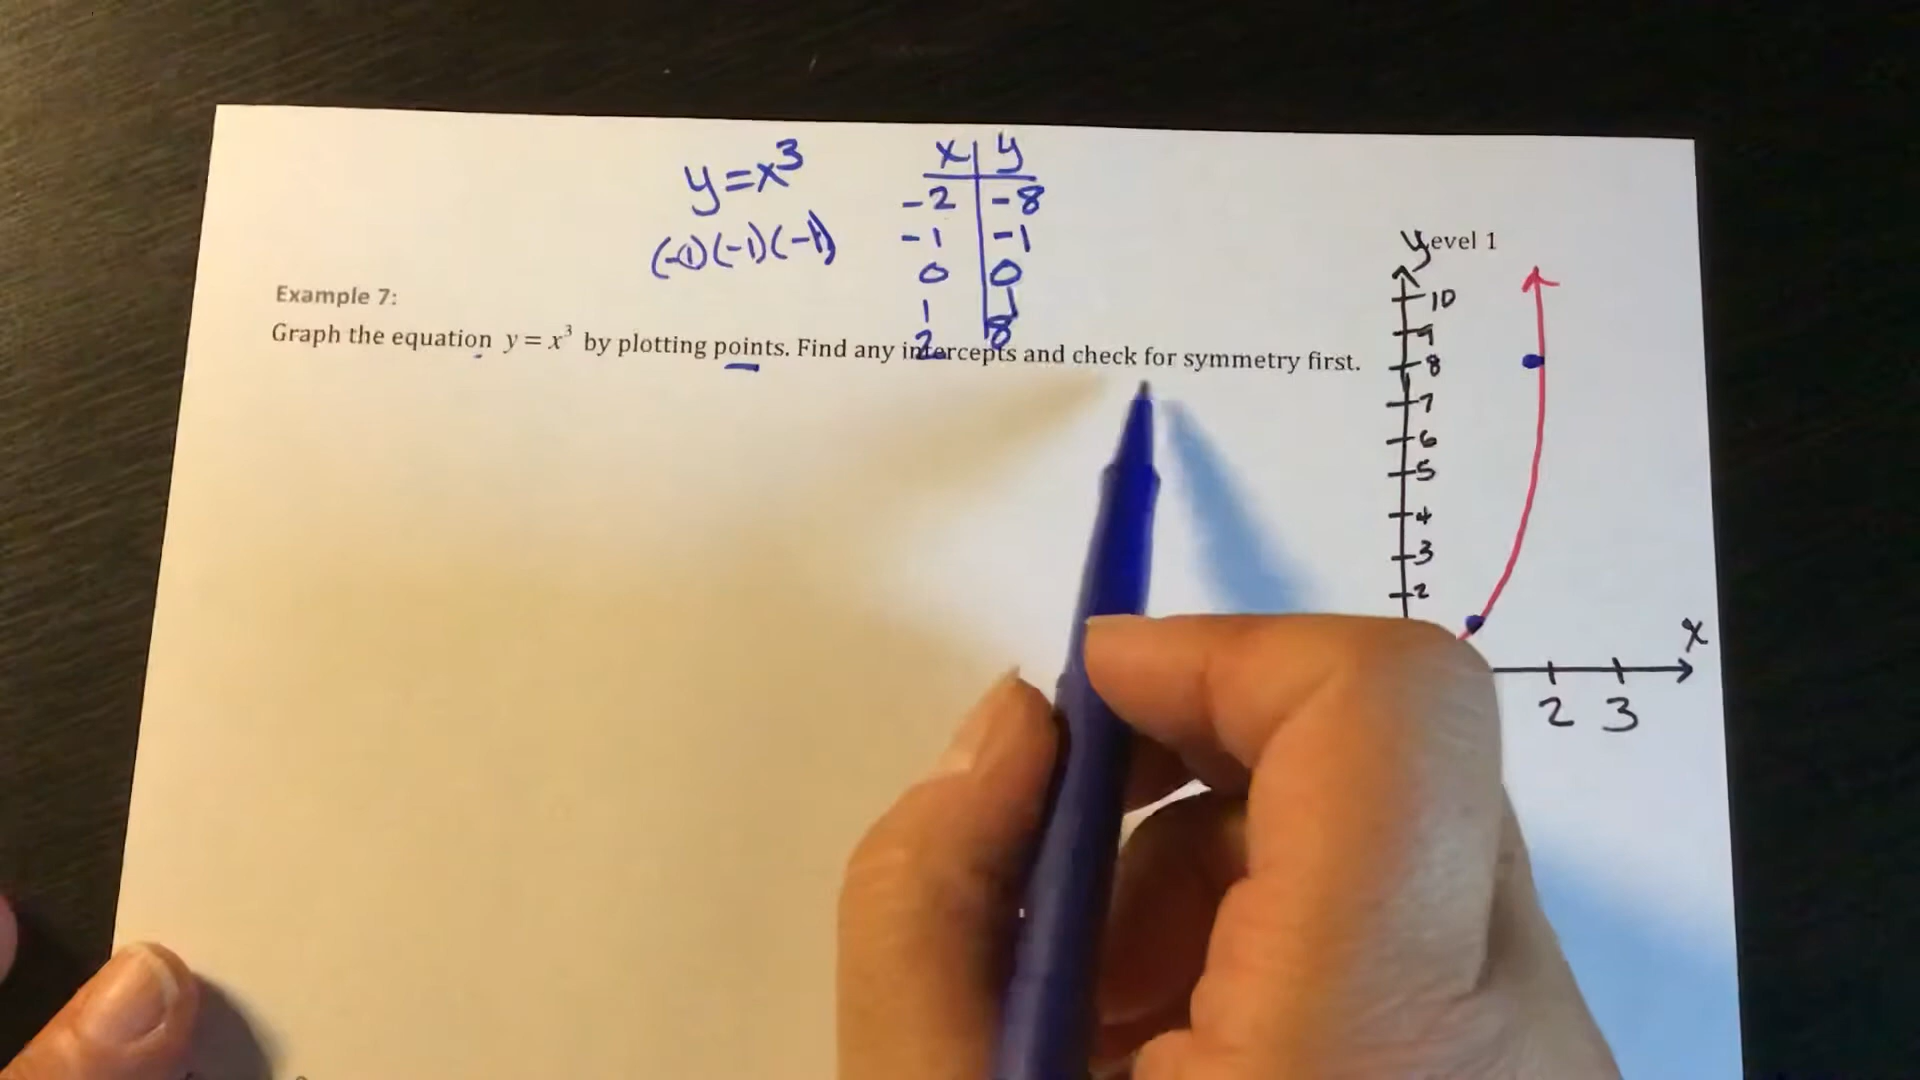 y=x³
(-1)(-1)(-1)
x y
-2 -8
-1 -1
0 0
1 1
2 8
Example 7:
Graph the equation y = x³ by plotting points. Find any intercepts and check for symmetry first.
y
evel 1
10
9
8
7
6
5
4
3
2
x
2 3